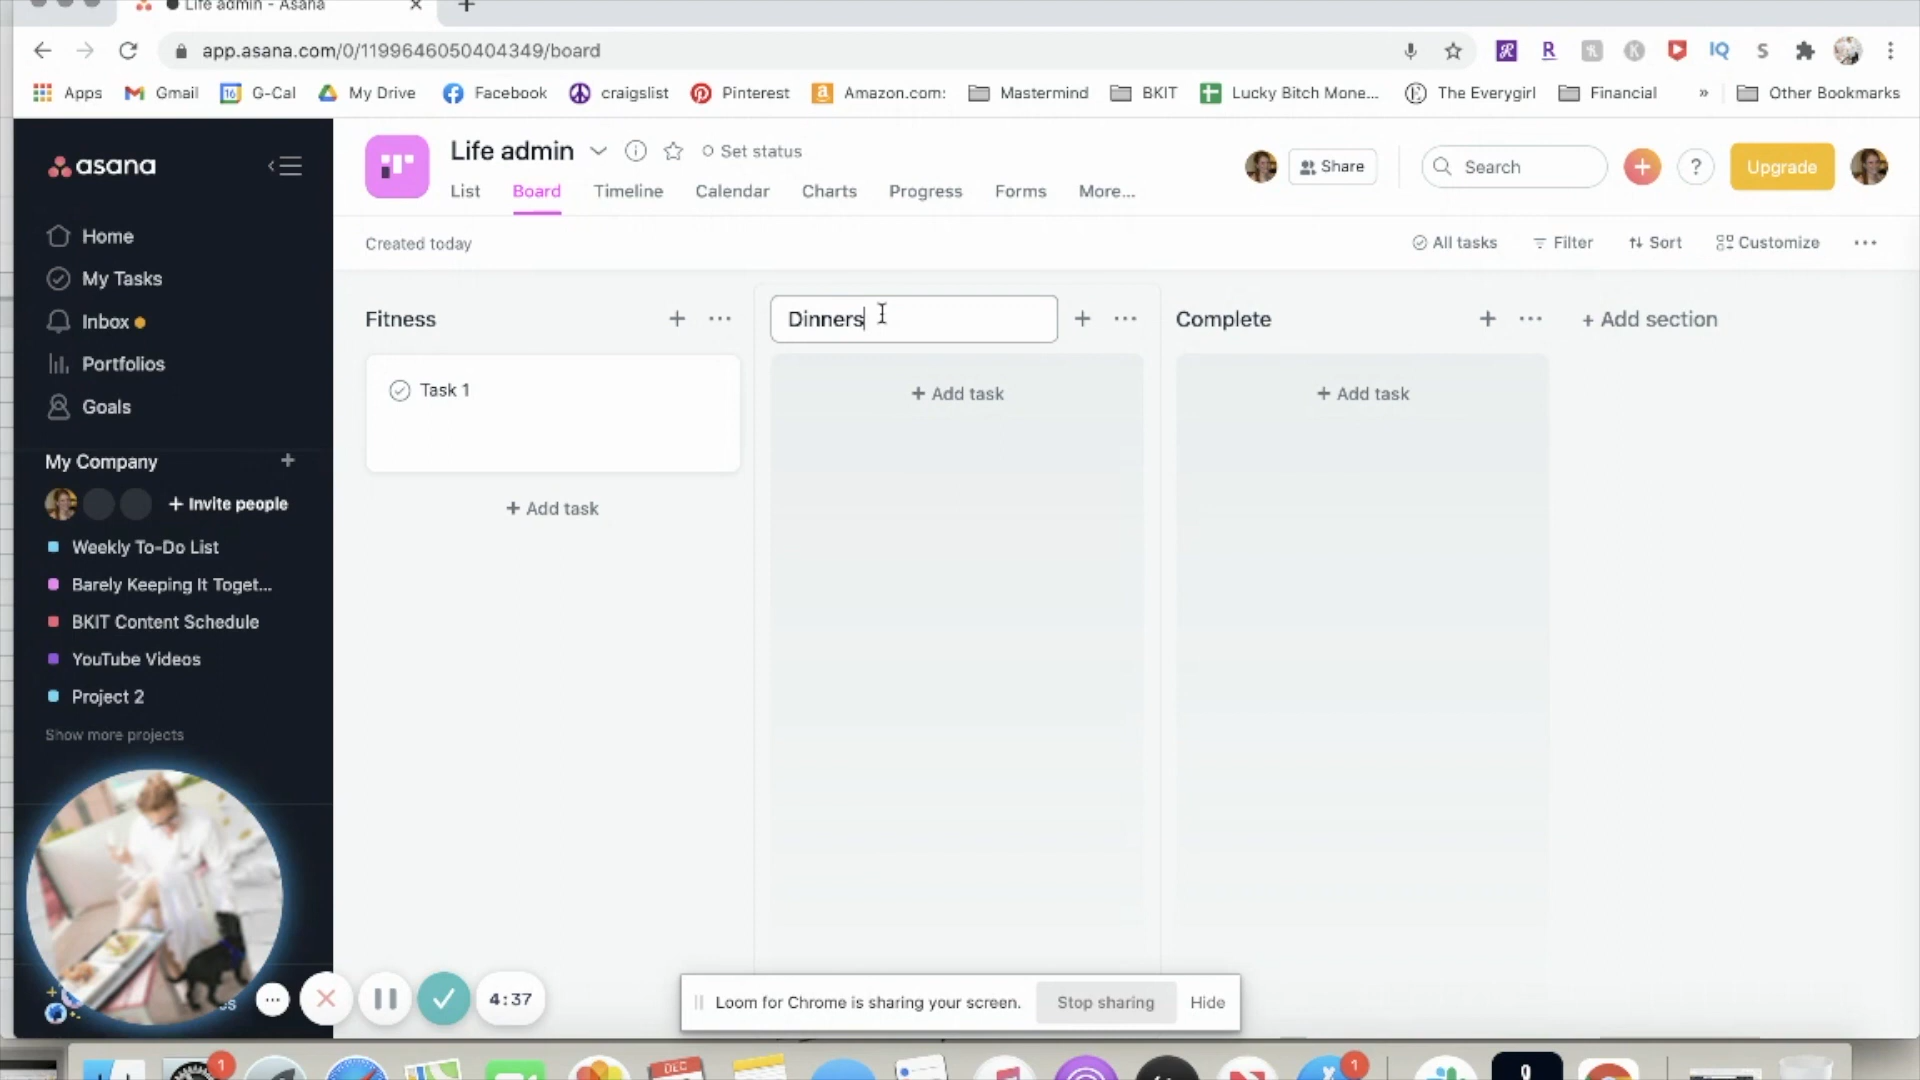 Life admin - Asana
app.asana.com/0/1199646050404349/board
Apps Gmail G-Cal My Drive Facebook craigslist Pinterest Amazon.com: Mastermind BKIT Lucky Bitch Mone... The Everygirl Financial » Other Bookmarks
asana
Life admin Set status
Share Search ? Upgrade
List Board Timeline Calendar Charts Progress Forms More...
Home
My Tasks
Inbox
Portfolios
Goals
My Company +
+ Invite people
Weekly To-Do List
Barely Keeping It Toget...
BKIT Content Schedule
YouTube Videos
Project 2
Show more projects
Created today
All tasks Filter Sort Customize ...
Fitness + ...
Dinners + ...
Complete + ...
+ Add section
Task 1
+ Add task
+ Add task
+ Add task
4:37
Loom for Chrome is sharing your screen. Stop sharing Hide
1
DEC
1